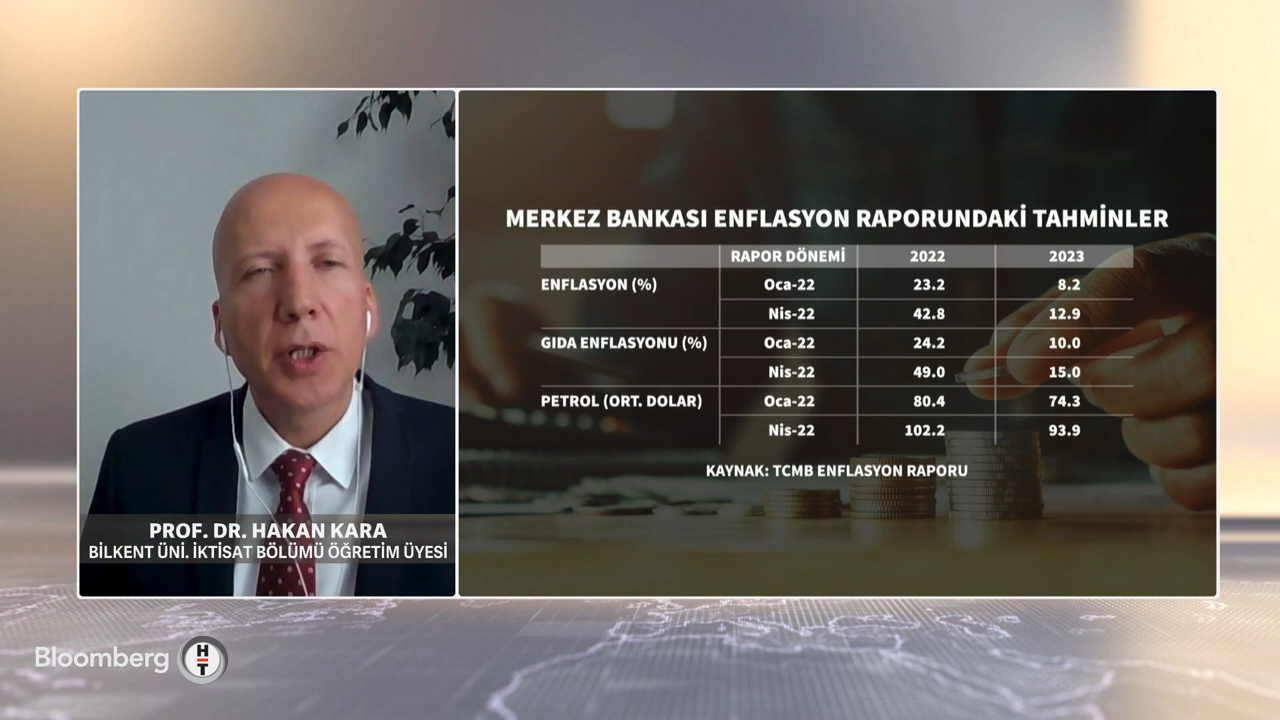 MERKEZ BANKASI ENFLASYON RAPORUNDAKİ TAHMİNLER
RAPOR DÖNEMİ 2022 2023
ENFLASYON (%) Oca-22 23.2 8.2
Nis-22 42.8 12.9
GIDA ENFLASYONU (%) Oca-22 24.2 10.0
Nis-22 49.0 15.0
PETROL (ORT. DOLAR) Oca-22 80.4 74.3
Nis-22 102.2 93.9
KAYNAK: TCMB ENFLASYON RAPORU
PROF. DR. HAKAN KARA
BİLKENT ÜNİ. İKTİSAT BÖLÜMÜ ÖĞRETİM ÜYESİ
Bloomberg HT